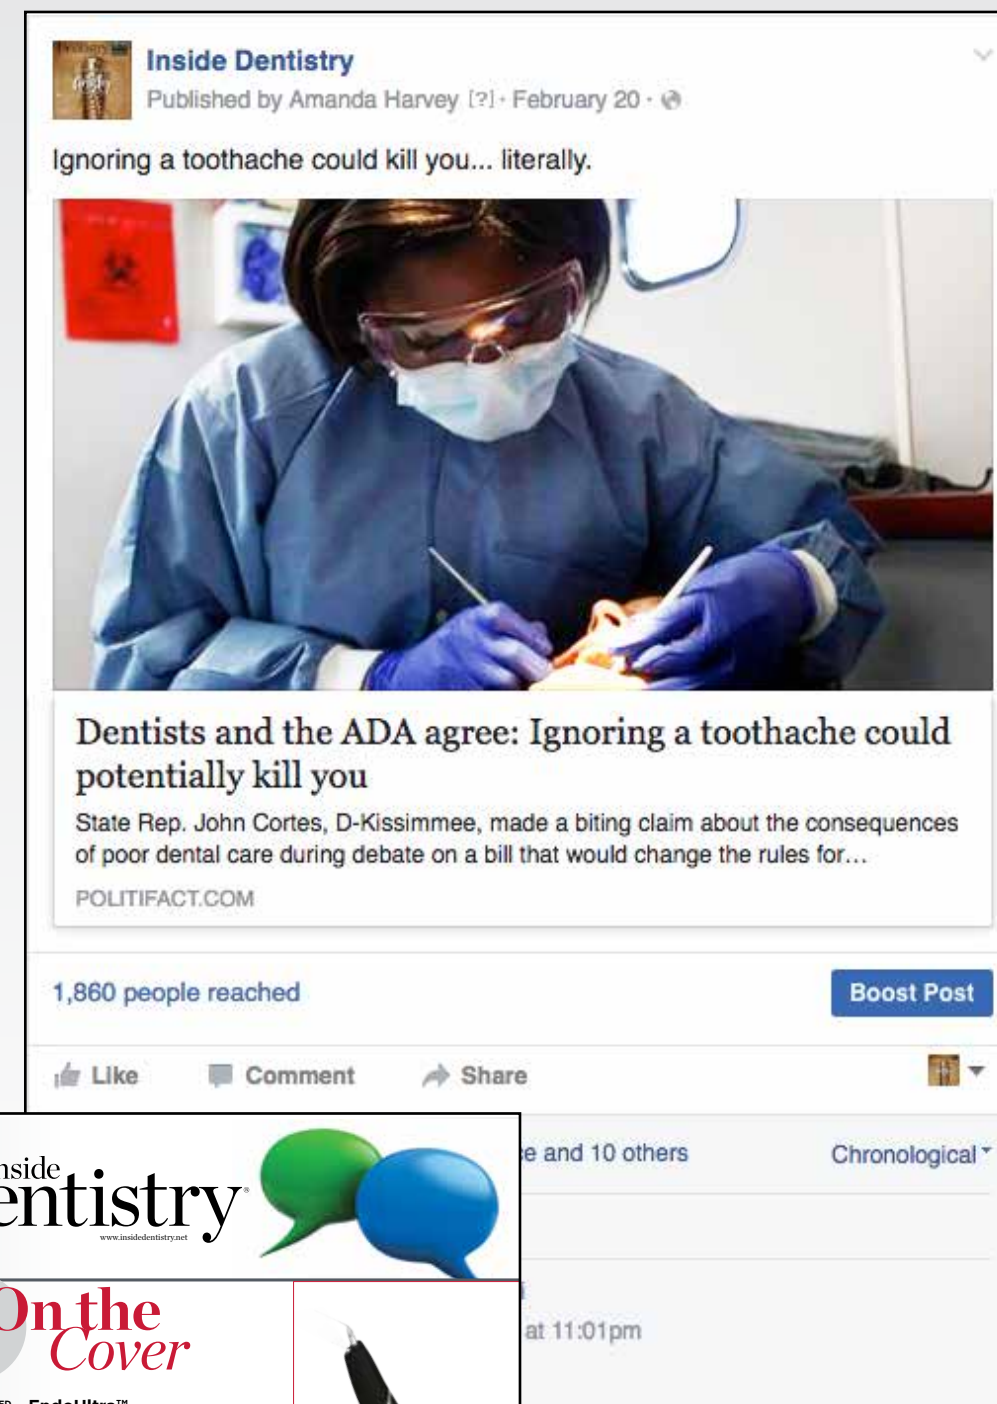 Inside Dentistry
Published by Amanda Harvey [?] · February 20 ·
Ignoring a toothache could kill you... literally.
Dentists and the ADA agree: Ignoring a toothache could
potentially kill you
State Rep. John Cortes, D-Kissimmee, made a biting claim about the consequences
of poor dental care during debate on a bill that would change the rules for...
POLITIFACT.COM
1,860 people reached
Boost Post
Like Comment Share
and 10 others
Chronological
at 11:01pm
nside
entistry®
www.insidedentistry.net
On the
Cover
EndoUltra™